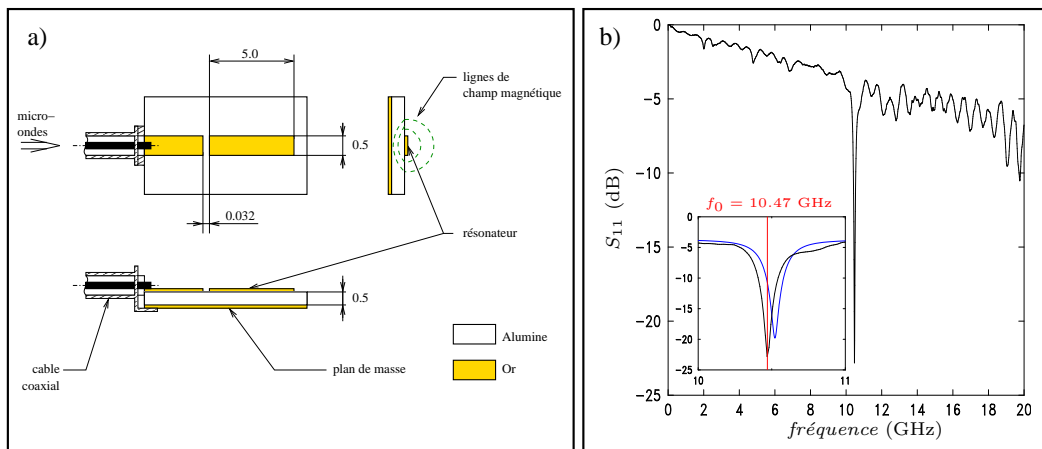 a)
5.0
lignes de
champ magnétique
micro–
ondes
0.5
0.032
résonateur
0.5
Alumine
Or
cable
coaxial
plan de masse
b)
S11 (dB)
0
−5
−10
−15
−20
−25
f0 = 10.47 GHz
0
−5
−10
−15
−20
−25
10
11
0
2
4
6
8
10
12
14
16
18
20
fréquence (GHz)